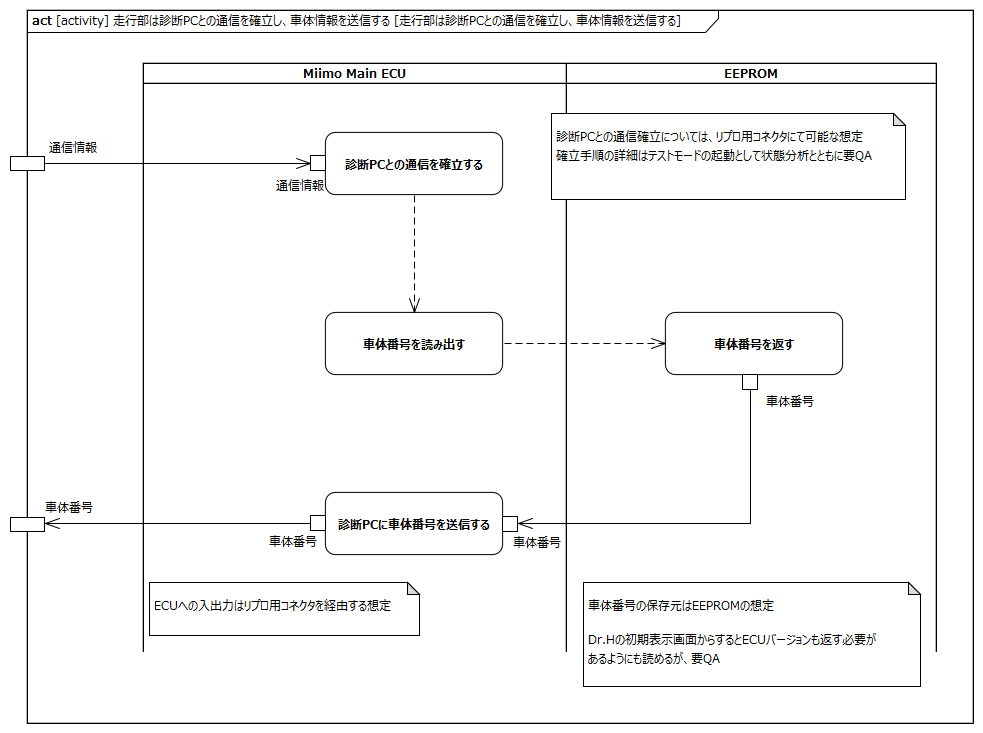 act [activity] 走行部は診断PCとの通信を確立し、車体情報を送信する [走行部は診断PCとの通信を確立し、車体情報を送信する]
Miimo Main ECU
EEPROM
診断PCとの通信確立については、リプロ用コネクタにて可能な想定
確立手順の詳細はテストモードの起動として状態分析とともに要QA
通信情報
診断PCとの通信を確立する
通信情報
車体番号を読み出す
車体番号を返す
車体番号
車体番号
診断PCに車体番号を送信する
車体番号
車体番号
ECUへの入出力はリプロ用コネクタを経由する想定
車体番号の保存元はEEPROMの想定
Dr.Hの初期表示画面からするとECUバージョンも返す必要が
あるようにも読めるが、要QA